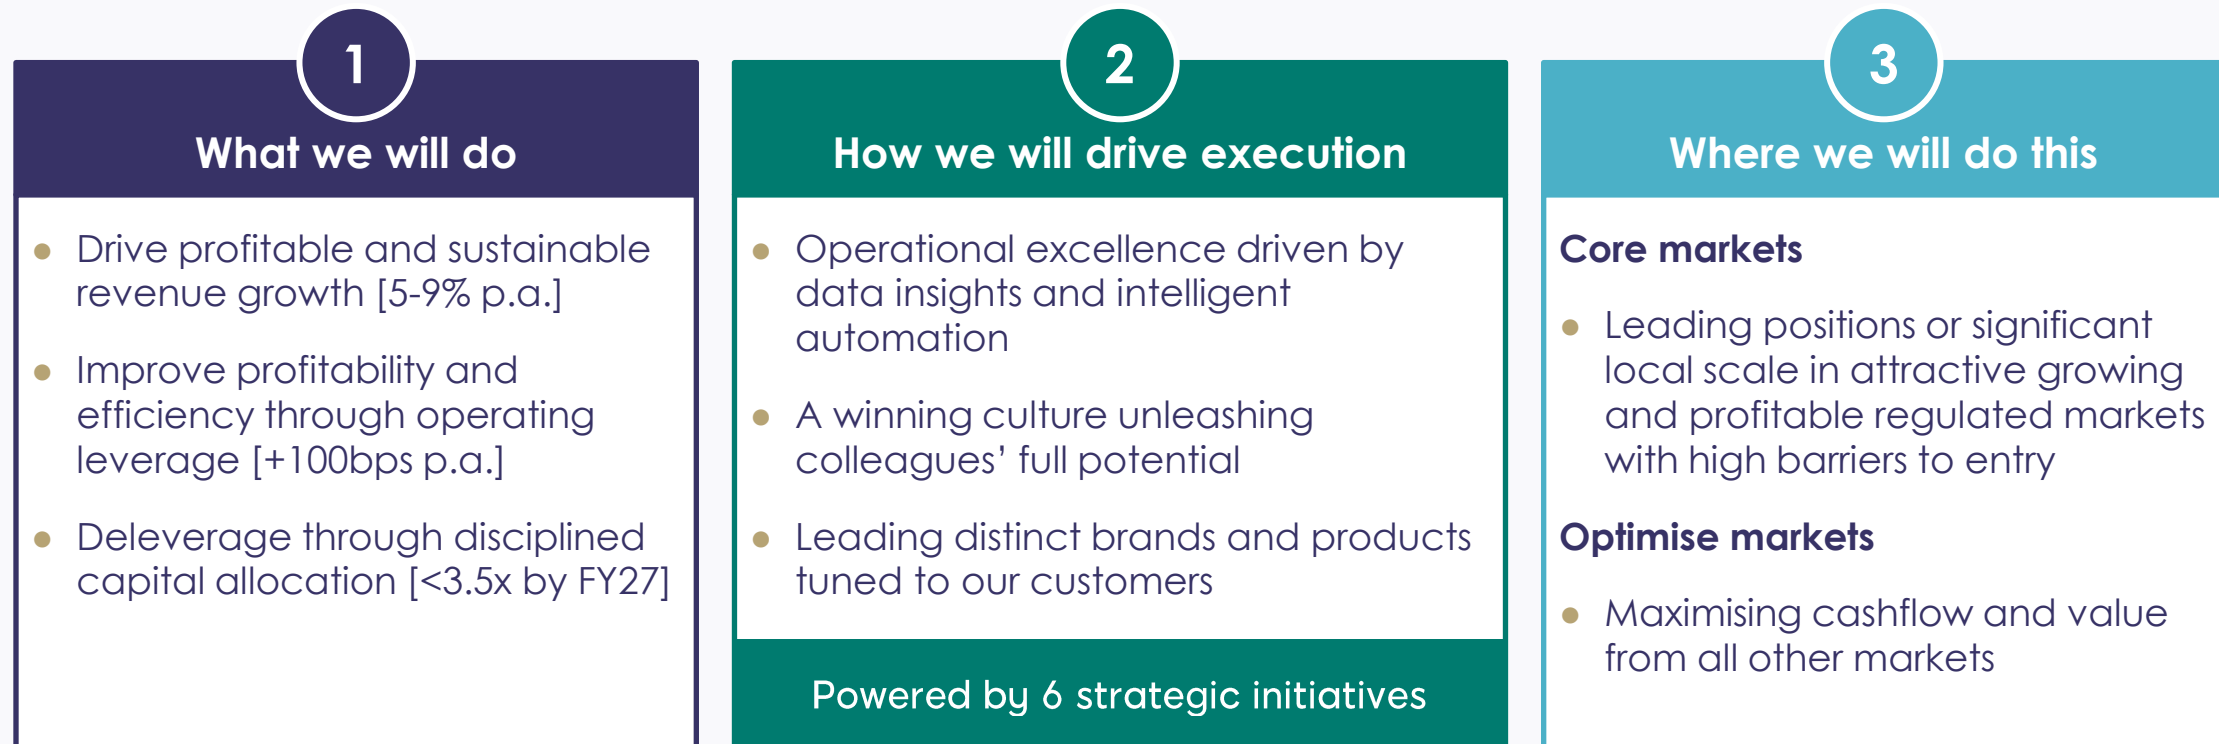 1
What we will do
● Drive profitable and sustainable
revenue growth [5-9% p.a.]
● Improve profitability and
efficiency through operating
leverage [+100bps p.a.]
● Deleverage through disciplined
capital allocation [<3.5x by FY27]
2
How we will drive execution
● Operational excellence driven by
data insights and intelligent
automation
● A winning culture unleashing
colleagues’ full potential
● Leading distinct brands and products
tuned to our customers
Powered by 6 strategic initiatives
3
Where we will do this
Core markets
● Leading positions or significant
local scale in attractive growing
and profitable regulated markets
with high barriers to entry
Optimise markets
● Maximising cashflow and value
from all other markets